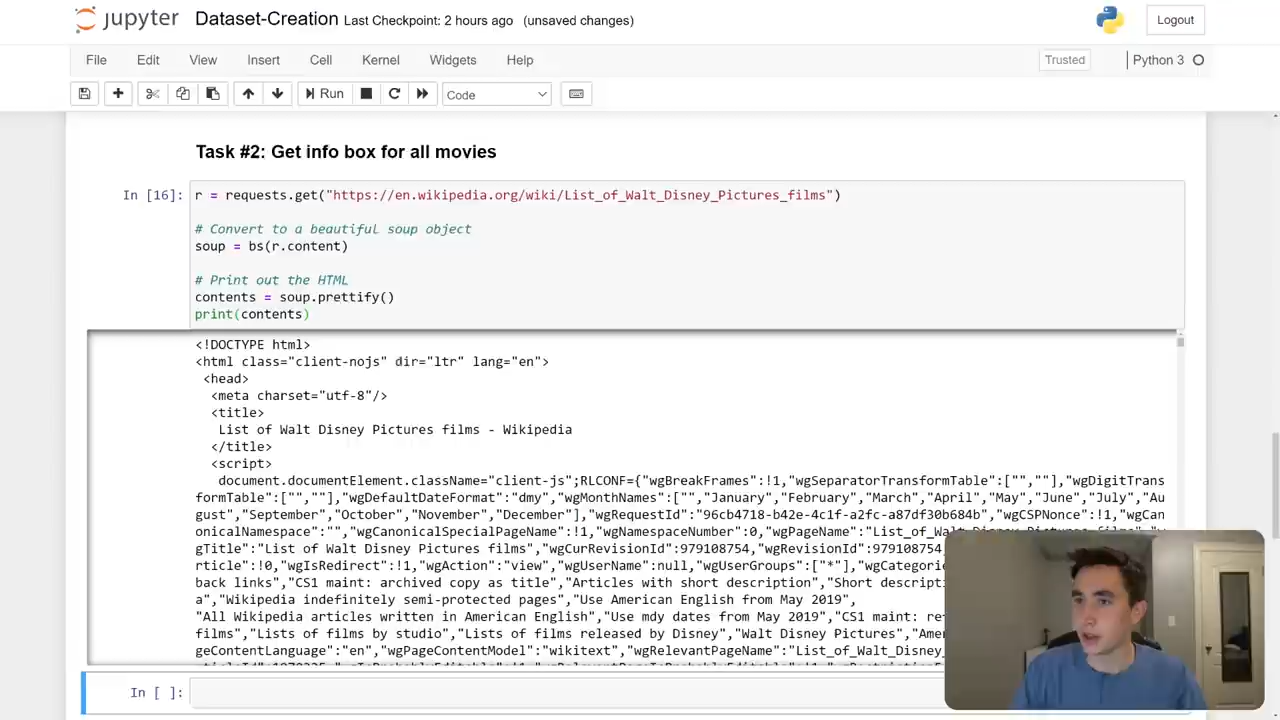 jupyter Dataset-Creation Last Checkpoint: 2 hours ago (unsaved changes) Logout
File Edit View Insert Cell Kernel Widgets Help Trusted Python 3
Run Code
Task #2: Get info box for all movies
In [16]: r = requests.get("https://en.wikipedia.org/wiki/List_of_Walt_Disney_Pictures_films")
# Convert to a beautiful soup object
soup = bs(r.content)
# Print out the HTML
contents = soup.prettify()
print(contents)
<!DOCTYPE html>
<html class="client-nojs" dir="ltr" lang="en">
<head>
<meta charset="utf-8"/>
<title>
List of Walt Disney Pictures films - Wikipedia
</title>
<script>
document.documentElement.className="client-js";RLCONF={"wgBreakFrames":!1,"wgSeparatorTransformTable":["",""],"wgDigitTrans
formTable":["",""],"wgDefaultDateFormat":"dmy","wgMonthNames":["","January","February","March","April","May","June","July","Au
gust","September","October","November","December"],"wgRequestId":"96cb4718-b42e-4c1f-a2fc-a87df30b684b","wgCSPNonce":!1,"wgCan
onicalNamespace":"","wgCanonicalSpecialPageName":!1,"wgNamespaceNumber":0,"wgPageName":"List_of_Walt_Disney_Pictures_films","w
gTitle":"List of Walt Disney Pictures films","wgCurRevisionId":979108754,"wgRevisionId":979108754,
rticle":!0,"wgIsRedirect":!1,"wgAction":"view","wgUserName":null,"wgUserGroups":["*"],"wgCategorie
back links","CS1 maint: archived copy as title","Articles with short description","Short descripti
a","Wikipedia indefinitely semi-protected pages","Use American English from May 2019",
"All Wikipedia articles written in American English","Use mdy dates from May 2019","CS1 maint: re
films","Lists of films by studio","Lists of films released by Disney","Walt Disney Pictures","Ame
geContentLanguage":"en","wgPageContentModel":"wikitext","wgRelevantPageName":"List_of_Walt_Disney_
In [ ]: